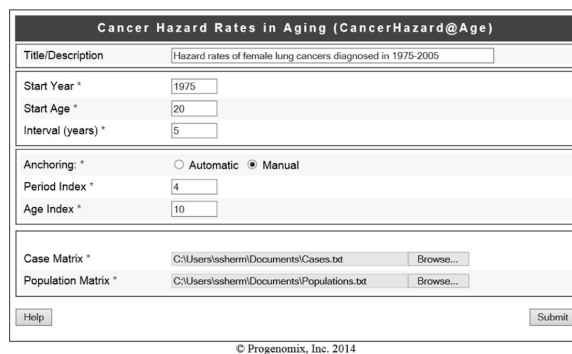 Cancer Hazard Rates in Aging (CancerHazard@Age)
Title/Description Hazard rates of female lung cancers diagnosed in 1975-2005
Start Year * 1975
Start Age * 20
Interval (years) * 5
Anchoring: * Automatic Manual
Period Index * 4
Age Index * 10
Case Matrix * C:\Users\ssherm\Documents\Cases.txt Browse...
Population Matrix * C:\Users\ssherm\Documents\Populations.txt Browse...
Help Submit
© Progenomix, Inc. 2014